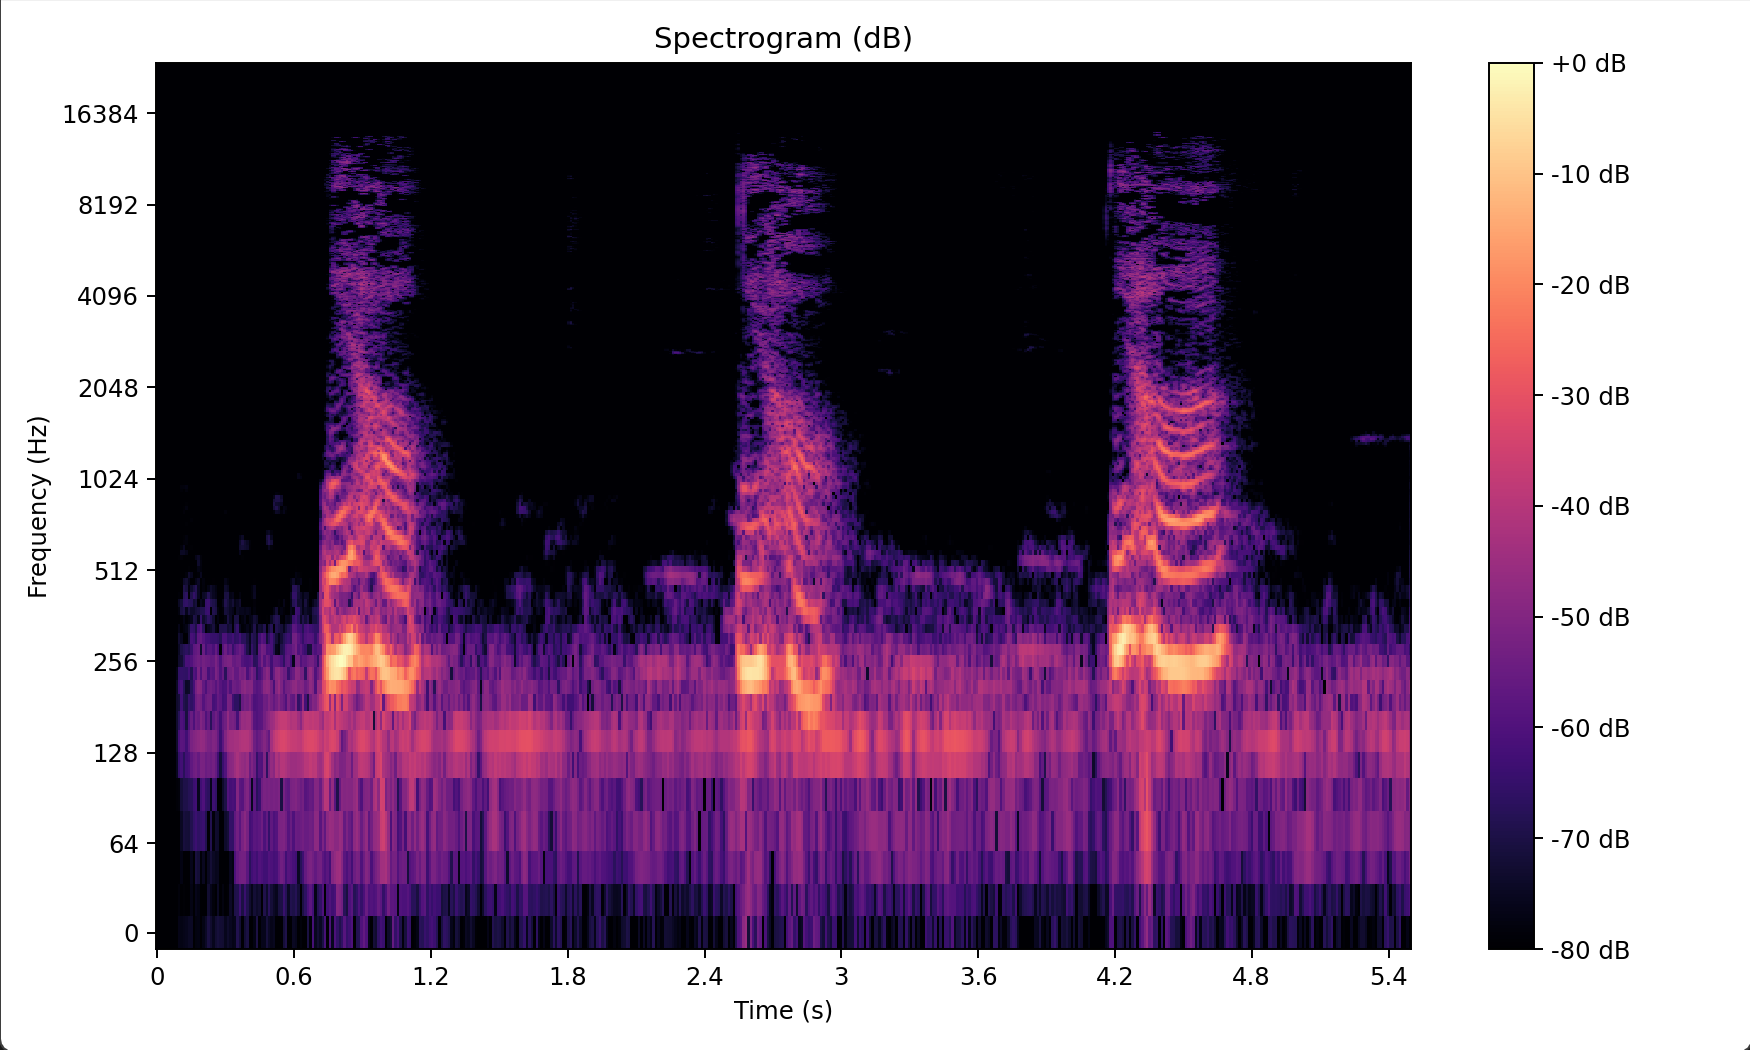 Spectrogram (dB)
16384
8192
4096
2048
1024
512
256
128
64
0
Frequency (Hz)
0 0.6 1.2 1.8 2.4 3 3.6 4.2 4.8 5.4
Time (s)
+0 dB
-10 dB
-20 dB
-30 dB
-40 dB
-50 dB
-60 dB
-70 dB
-80 dB